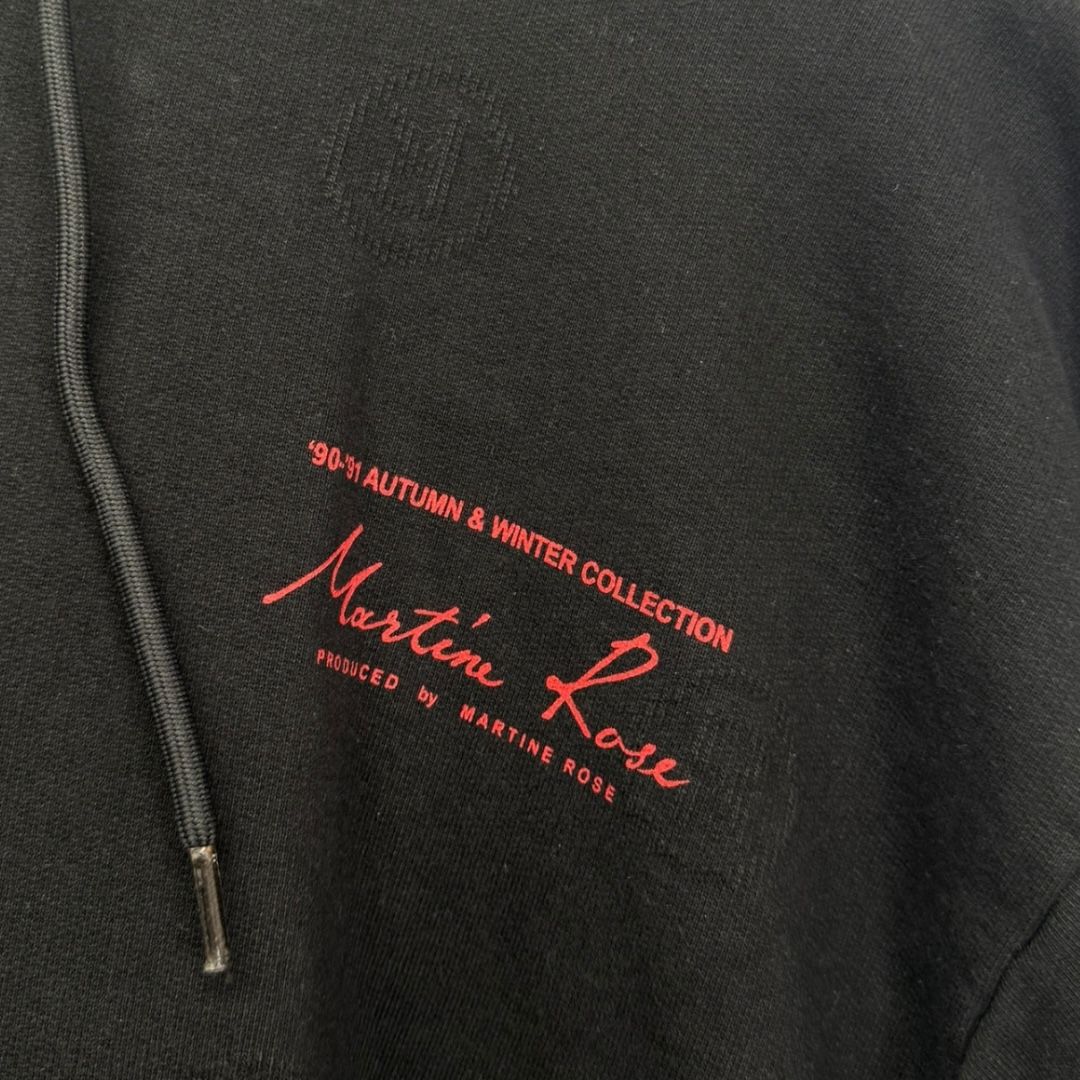 ‘90-’91 AUTUMN & WINTER COLLECTION
Martine Rose
PRODUCED by MARTINE ROSE